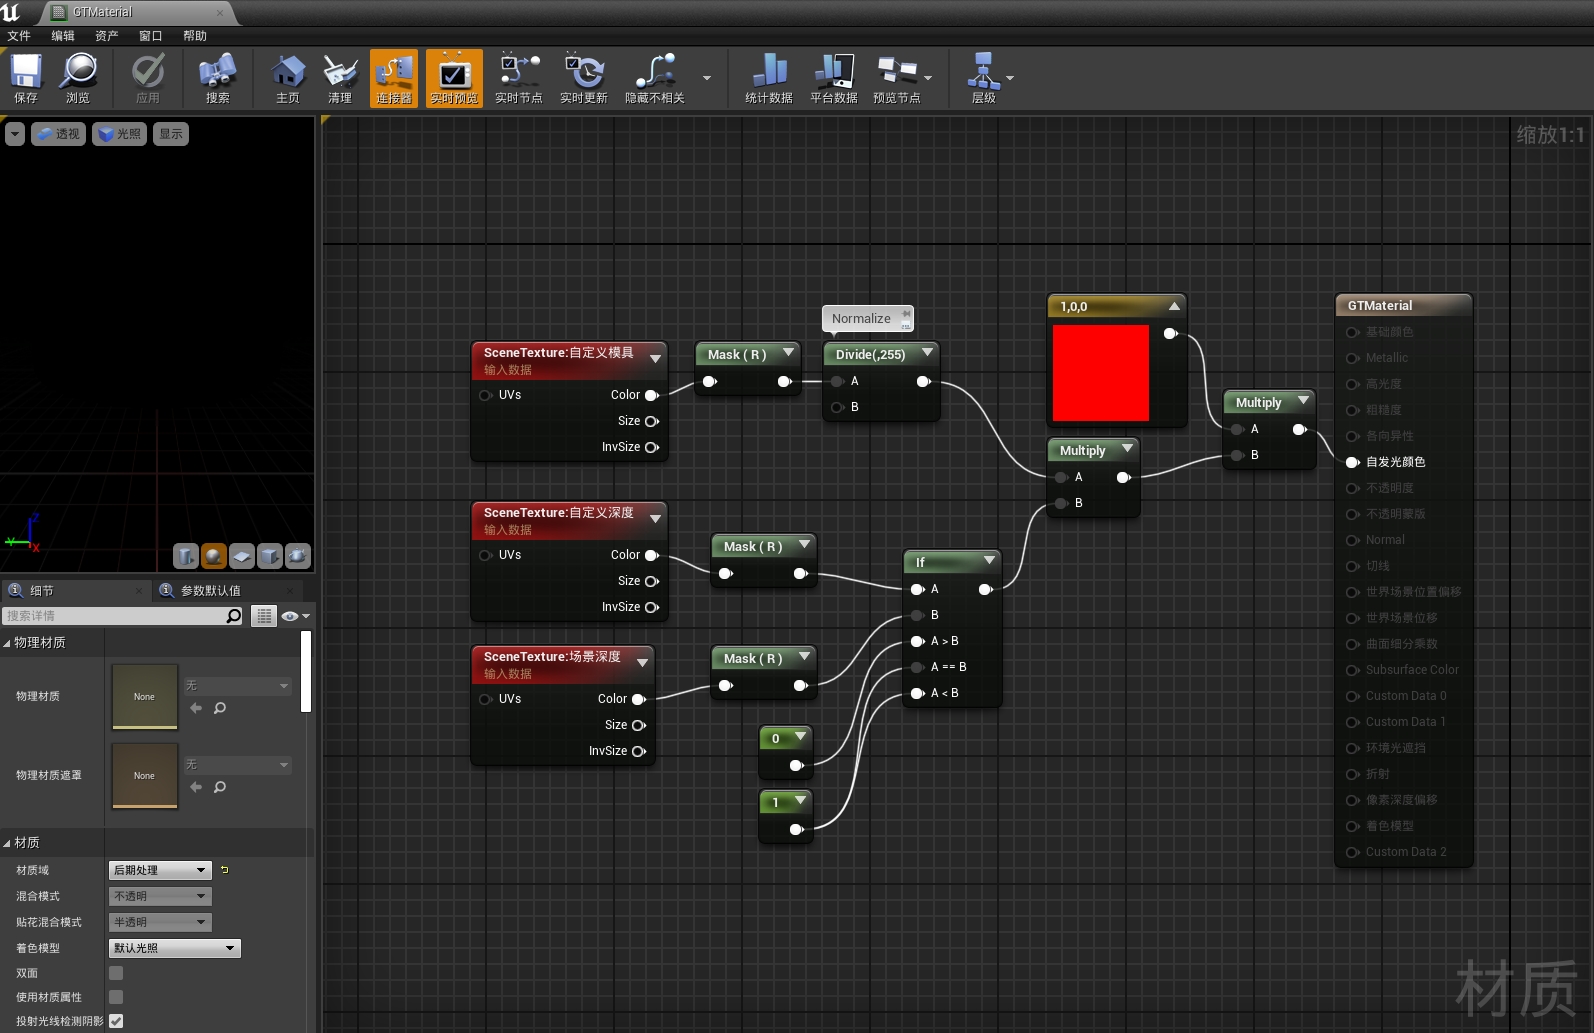 GTMaterial
文件 编辑 资产 窗口 帮助
保存 浏览 应用 搜索 主页 清理 连接器 实时预览 实时节点 实时更新 隐藏不相关 统计数据 平台数据 预览节点 层级
透视 光照 显示
缩放1:1
Z
Y
X
细节 参数默认值
搜索详情
物理材质
物理材质 None 无
物理材质遮罩 None 无
材质
材质域 后期处理
混合模式 不透明
贴花混合模式 半透明
着色模型 默认光照
双面
使用材质属性
投射光线检测阴影
SceneTexture:自定义模具
输入数据
UVs Color
Size
InvSize
Mask ( R )
Normalize
Divide(,255)
A
B
SceneTexture:自定义深度
输入数据
UVs Color
Size
InvSize
Mask ( R )
SceneTexture:场景深度
输入数据
UVs Color
Size
InvSize
Mask ( R )
0
1
If
A
B
A > B
A == B
A < B
1,0,0
Multiply
A
B
Multiply
A
B
GTMaterial
基础颜色
Metallic
高光度
粗糙度
各向异性
自发光颜色
不透明度
不透明蒙版
Normal
切线
世界场景位置偏移
世界场景位移
曲面细分乘数
Subsurface Color
Custom Data 0
Custom Data 1
环境光遮挡
折射
像素深度偏移
着色模型
Custom Data 2
材质